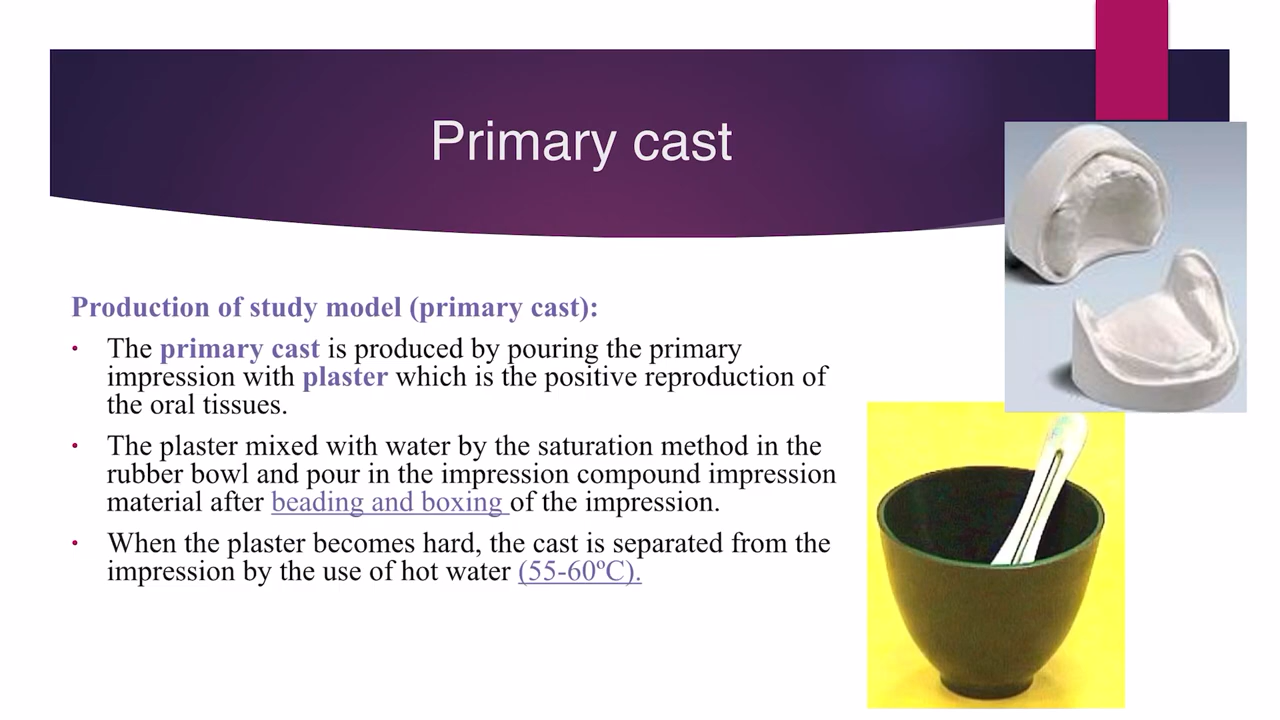 Primary cast
Production of study model (primary cast):
• The primary cast is produced by pouring the primary
impression with plaster which is the positive reproduction of
the oral tissues.
• The plaster mixed with water by the saturation method in the
rubber bowl and pour in the impression compound impression
material after beading and boxing of the impression.
• When the plaster becomes hard, the cast is separated from the
impression by the use of hot water (55-60ºC).